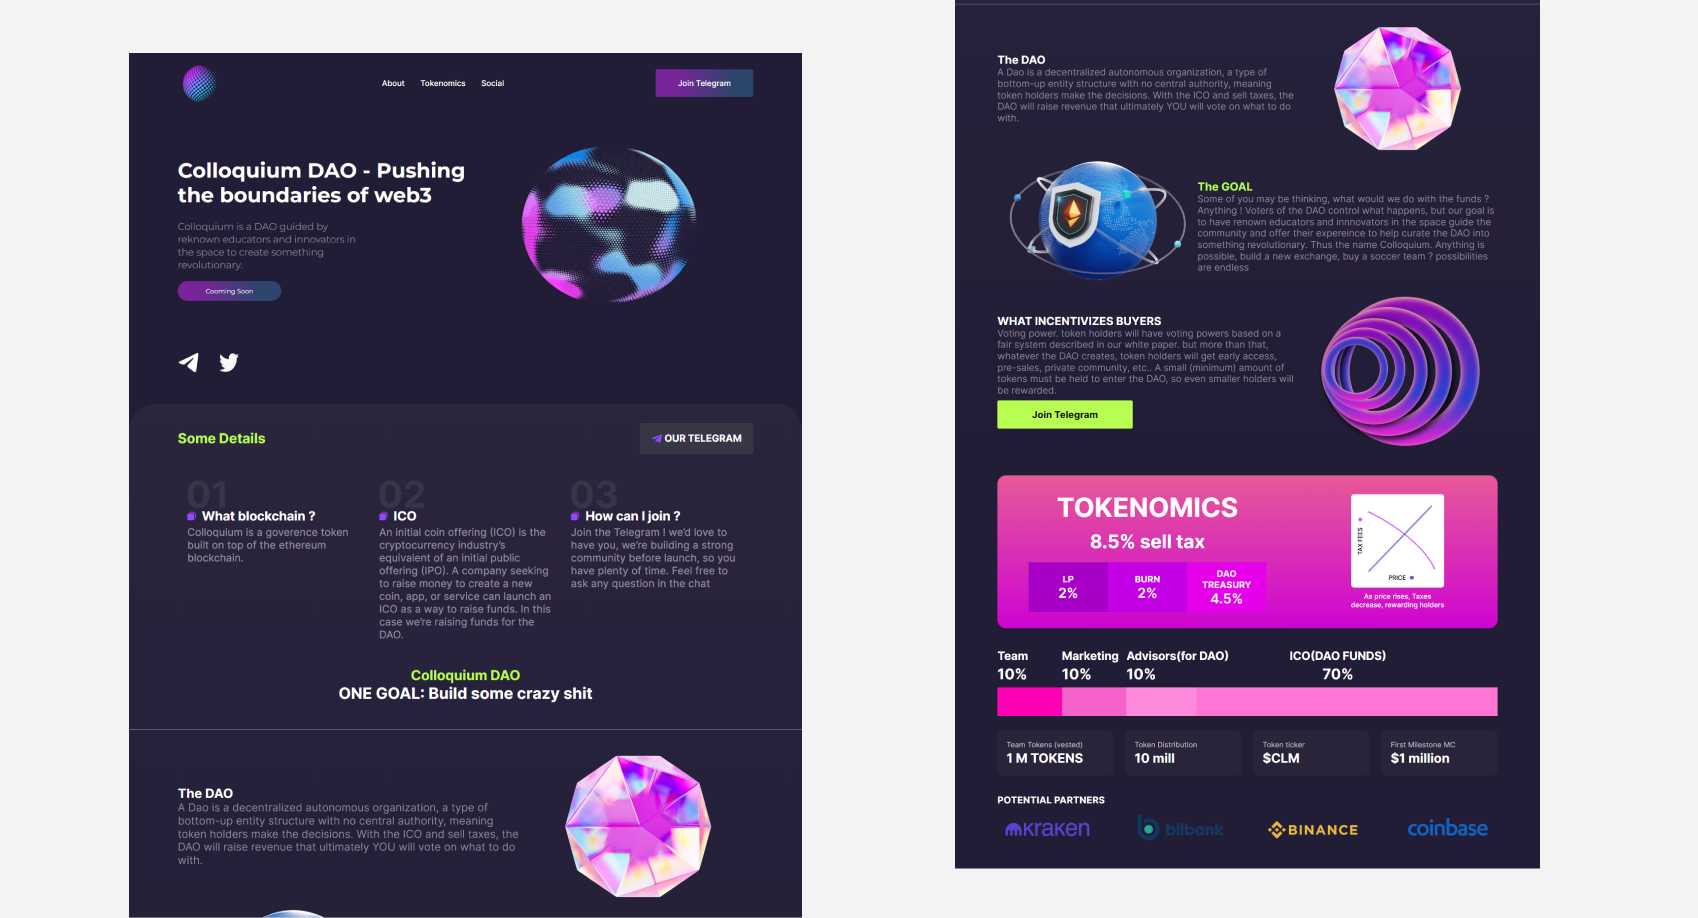 About Tokenomics Social
Join Telegram
Colloquium DAO - Pushing
the boundaries of web3
Colloquium is a DAO guided by
reknown educators and innovators in
the space to create something
revolutionary.
Cooming Soon
Some Details
OUR TELEGRAM
01
What blockchain ?
Colloquium is a goverence token
built on top of the ethereum
blockchain.
02
ICO
An initial coin offering (ICO) is the
cryptocurrency industry's
equivalent of an initial public
offering (IPO). A company seeking
to raise money to create a new
coin, app, or service can launch an
ICO as a way to raise funds. In this
case we're raising funds for the
DAO.
03
How can I join ?
Join the Telegram ! we'd love to
have you, we're building a strong
community before launch, so you
have plenty of time. Feel free to
ask any question in the chat
Colloquium DAO
ONE GOAL: Build some crazy shit
The DAO
A Dao is a decentralized autonomous organization, a type of
bottom-up entity structure with no central authority, meaning
token holders make the decisions. With the ICO and sell taxes, the
DAO will raise revenue that ultimately YOU will vote on what to do
with.
The DAO
A Dao is a decentralized autonomous organization, a type of
bottom-up entity structure with no central authority, meaning
token holders make the decisions. With the ICO and sell taxes, the
DAO will raise revenue that ultimately YOU will vote on what to do
with.
The GOAL
Some of you may be thinking, what would we do with the funds ?
Anything ! Voters of the DAO control what happens, but our goal is
to have renown educators and innnovators in the space guide the
community and offer their expereince to help curate the DAO into
something revolutionary. Thus the name Colloquium. Anything is
possible, build a new exchange, buy a soccer team ? possibilities
are endless
WHAT INCENTIVIZES BUYERS
Voting power. token holders will have voting powers based on a
fair system described in our white paper. but more than that,
whatever the DAO creates, token holders will get early access,
pre-sales, private community, etc.. A small (minimum) amount of
tokens must be held to enter the DAO, so even smaller holders will
be rewarded.
Join Telegram
TOKENOMICS
8.5% sell tax
LP
2%
BURN
2%
DAO
TREASURY
4.5%
TAX FEES
PRICE
As price rises, Taxes
decrease, rewarding holders
Team
10%
Marketing
10%
Advisors(for DAO)
10%
ICO(DAO FUNDS)
70%
Team Tokens (vested)
1 M TOKENS
Token Distribution
10 mill
Token ticker
$CLM
First Milestone MC
$1 million
POTENTIAL PARTNERS
kraken
bitbank
BINANCE
coinbase